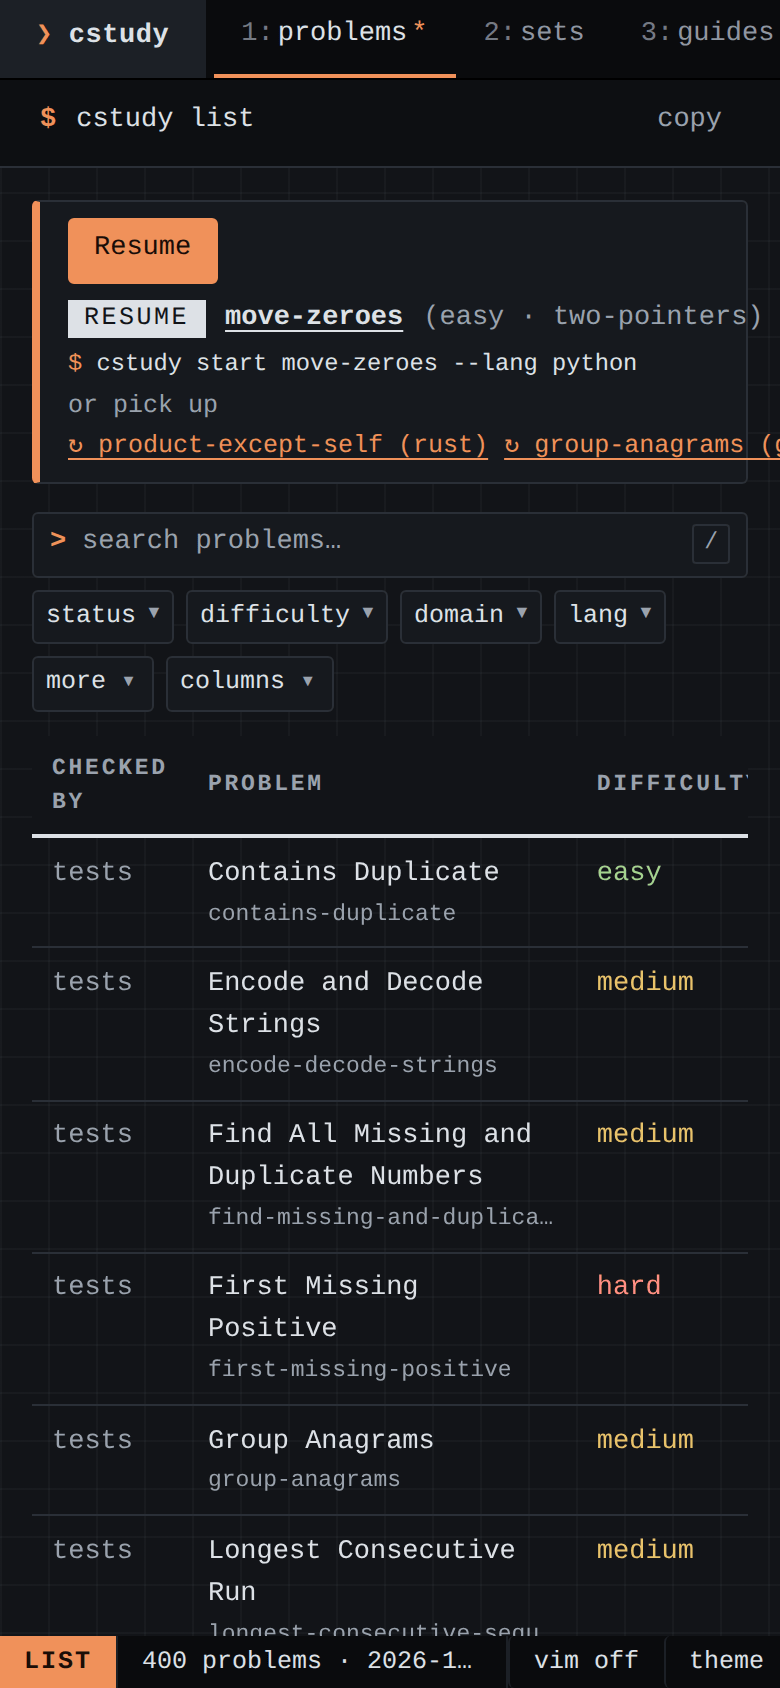 ❯ cstudy 1:problems* 2:sets 3:guides
$ cstudy list copy
Resume
RESUME move-zeroes (easy · two-pointers)
$ cstudy start move-zeroes --lang python
or pick up
↻ product-except-self (rust) ↻ group-anagrams (g
> search problems… /
status ▼ difficulty ▼ domain ▼ lang ▼
more ▼ columns ▼
CHECKED BY PROBLEM DIFFICULTY
tests Contains Duplicate easy
contains-duplicate
tests Encode and Decode medium
Strings
encode-decode-strings
tests Find All Missing and medium
Duplicate Numbers
find-missing-and-duplica…
tests First Missing hard
Positive
first-missing-positive
tests Group Anagrams medium
group-anagrams
tests Longest Consecutive medium
Run
longest-consecutive-sequ
LIST 400 problems · 2026-1… vim off theme